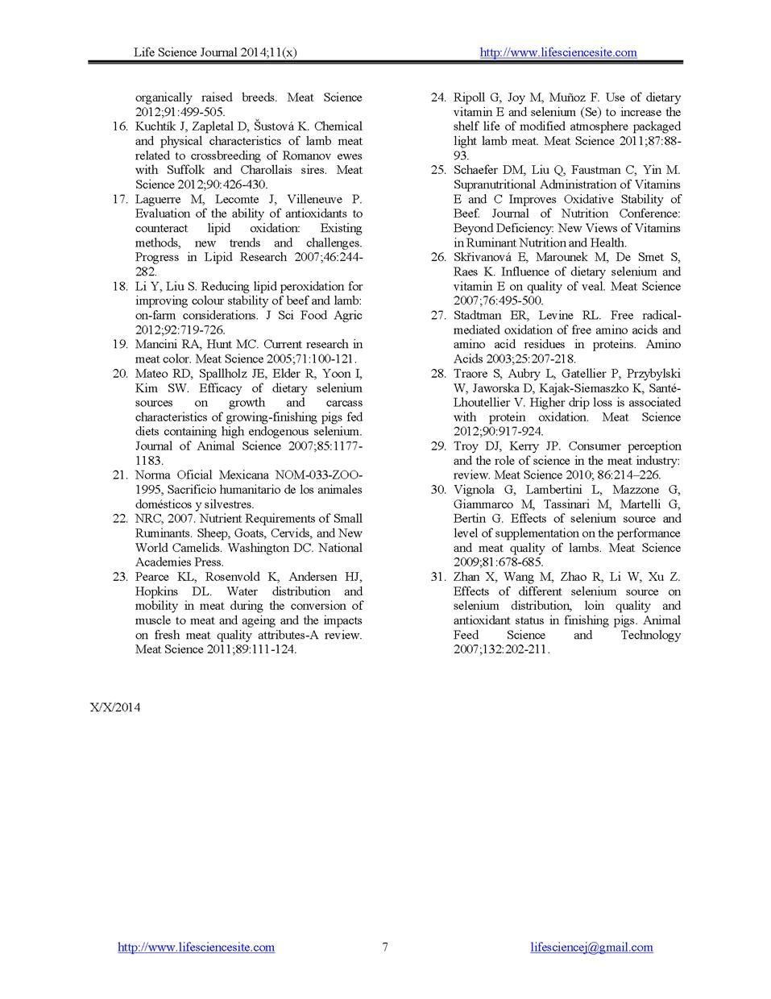 Life Science Journal 2014;11(x)
http://www.lifesciencesite.com
organically raised breeds. Meat Science
2012;91:499-505.
16. Kuchtík J, Zapletal D, Šustová K. Chemical
and physical characteristics of lamb meat
related to crossbreeding of Romanov ewes
with Suffolk and Charollais sires. Meat
Science 2012;90:426-430.
17. Laguerre M, Lecomte J, Villeneuve P.
Evaluation of the ability of antioxidants to
counteract lipid oxidation: Existing
methods, new trends and challenges.
Progress in Lipid Research 2007;46:244-
282.
18. Li Y, Liu S. Reducing lipid peroxidation for
improving colour stability of beef and lamb:
on-farm considerations. J Sci Food Agric
2012;92:719-726.
19. Mancini RA, Hunt MC. Current research in
meat color. Meat Science 2005;71:100-121.
20. Mateo RD, Spallholz JE, Elder R, Yoon I,
Kim SW. Efficacy of dietary selenium
sources on growth and carcass
characteristics of growing-finishing pigs fed
diets containing high endogenous selenium.
Journal of Animal Science 2007;85:1177-
1183.
21. Norma Oficial Mexicana NOM-033-ZOO-
1995, Sacrificio humanitario de los animales
domésticos y silvestres.
22. NRC, 2007. Nutrient Requirements of Small
Ruminants. Sheep, Goats, Cervids, and New
World Camelids. Washington DC. National
Academies Press.
23. Pearce KL, Rosenvold K, Andersen HJ,
Hopkins DL. Water distribution and
mobility in meat during the conversion of
muscle to meat and ageing and the impacts
on fresh meat quality attributes-A review.
Meat Science 2011;89:111-124.
24. Ripoll G, Joy M, Muñoz F. Use of dietary
vitamin E and selenium (Se) to increase the
shelf life of modified atmosphere packaged
light lamb meat. Meat Science 2011;87:88-
93.
25. Schaefer DM, Liu Q, Faustman C, Yin M.
Supranutritional Administration of Vitamins
E and C Improves Oxidative Stability of
Beef. Journal of Nutrition Conference:
Beyond Deficiency: New Views of Vitamins
in Ruminant Nutrition and Health.
26. Skřivanová E, Marounek M, De Smet S,
Raes K. Influence of dietary selenium and
vitamin E on quality of veal. Meat Science
2007;76:495-500.
27. Stadtman ER, Levine RL. Free radical-
mediated oxidation of free amino acids and
amino acid residues in proteins. Amino
Acids 2003;25:207-218.
28. Traore S, Aubry L, Gatellier P, Przybylski
W, Jaworska D, Kajak-Siemaszko K, Santé-
Lhoutellier V. Higher drip loss is associated
with protein oxidation. Meat Science
2012;90:917-924.
29. Troy DJ, Kerry JP. Consumer perception
and the role of science in the meat industry:
review. Meat Science 2010; 86:214–226.
30. Vignola G, Lambertini L, Mazzone G,
Giammarco M, Tassinari M, Martelli G,
Bertin G. Effects of selenium source and
level of supplementation on the performance
and meat quality of lambs. Meat Science
2009;81:678-685.
31. Zhan X, Wang M, Zhao R, Li W, Xu Z.
Effects of different selenium source on
selenium distribution, loin quality and
antioxidant status in finishing pigs. Animal
Feed Science and Technology
2007;132:202-211.
X/X/2014
http://www.lifesciencesite.com
7
lifesciencej@gmail.com